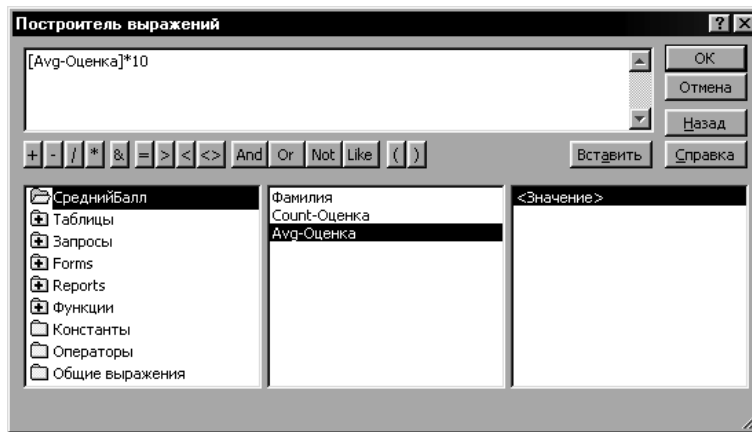 Построитель выражений
[Avg-Оценка]*10
OK
Отмена
Назад
+ - / * & = > < <> And Or Not Like ( )
Вставить
Справка
СреднийБалл
Таблицы
Запросы
Forms
Reports
Функции
Константы
Операторы
Общие выражения
Фамилия
Count-Оценка
Avg-Оценка
<Значение>